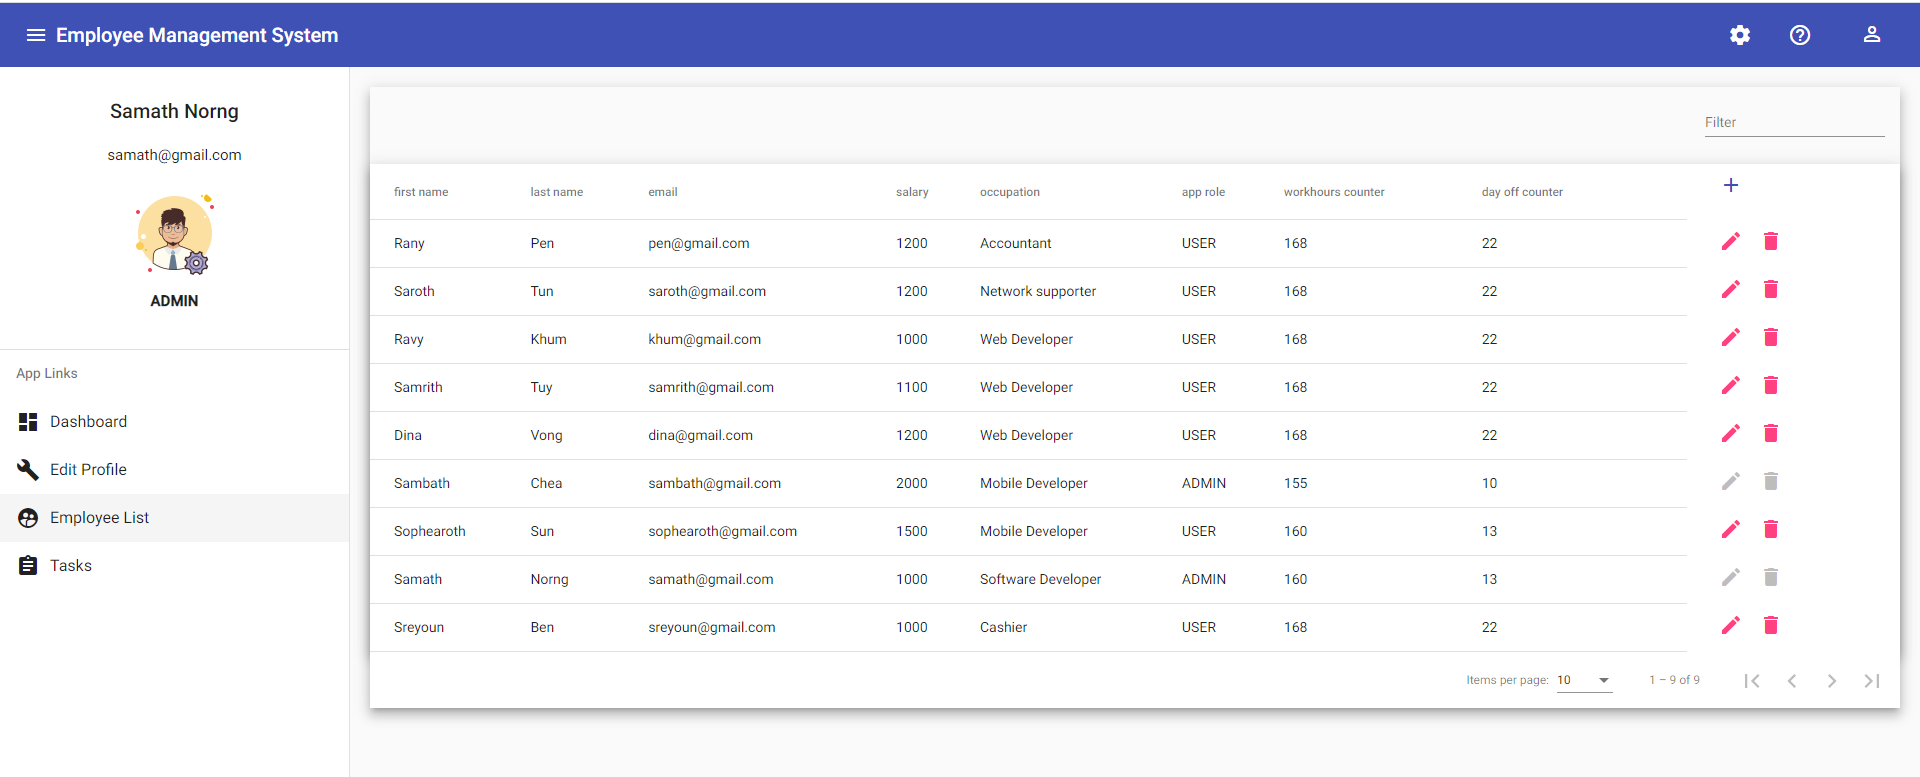 Employee Management System
Samath Norng
samath@gmail.com
ADMIN
App Links
Dashboard
Edit Profile
Employee List
Tasks
Filter
first name last name email salary occupation app role workhours counter day off counter
Rany Pen pen@gmail.com 1200 Accountant USER 168 22
Saroth Tun saroth@gmail.com 1200 Network supporter USER 168 22
Ravy Khum khum@gmail.com 1000 Web Developer USER 168 22
Samrith Tuy samrith@gmail.com 1100 Web Developer USER 168 22
Dina Vong dina@gmail.com 1200 Web Developer USER 168 22
Sambath Chea sambath@gmail.com 2000 Mobile Developer ADMIN 155 10
Sophearoth Sun sophearoth@gmail.com 1500 Mobile Developer USER 160 13
Samath Norng samath@gmail.com 1000 Software Developer ADMIN 160 13
Sreyoun Ben sreyoun@gmail.com 1000 Cashier USER 168 22
Items per page: 10 1 – 9 of 9